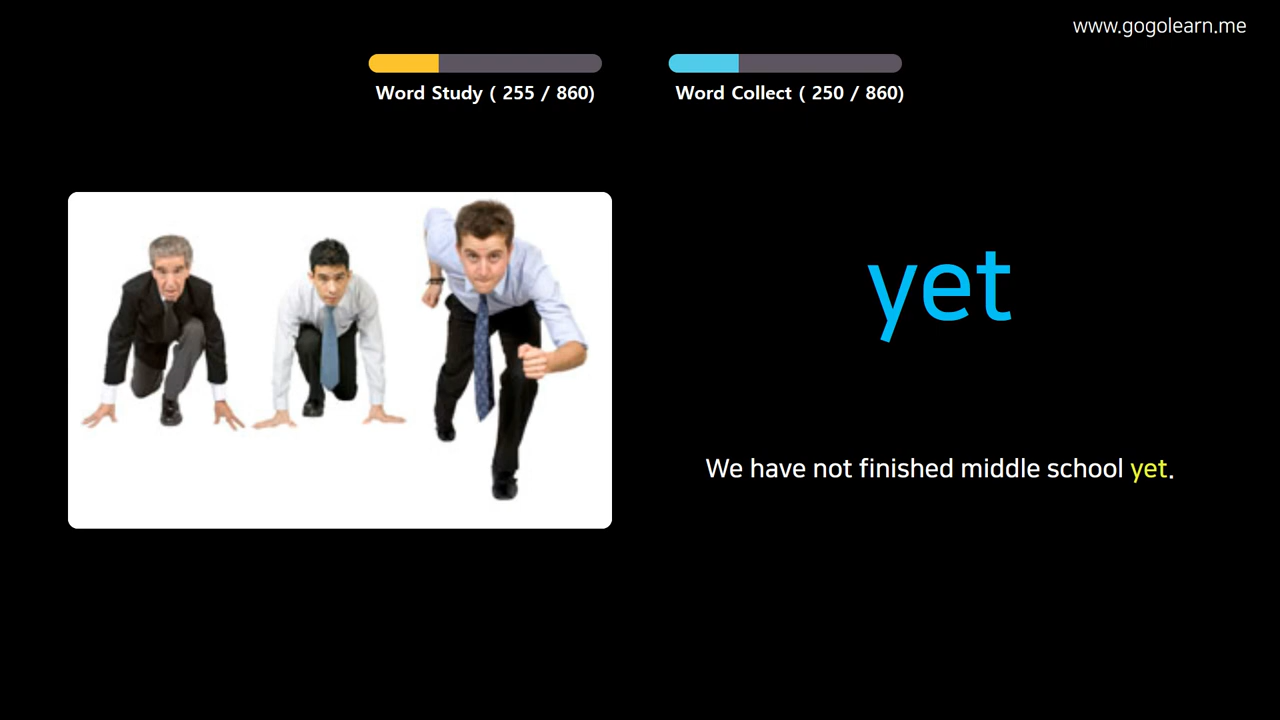 www.gogolearn.me
Word Study ( 255 / 860)
Word Collect ( 250 / 860)
yet
We have not finished middle school yet.